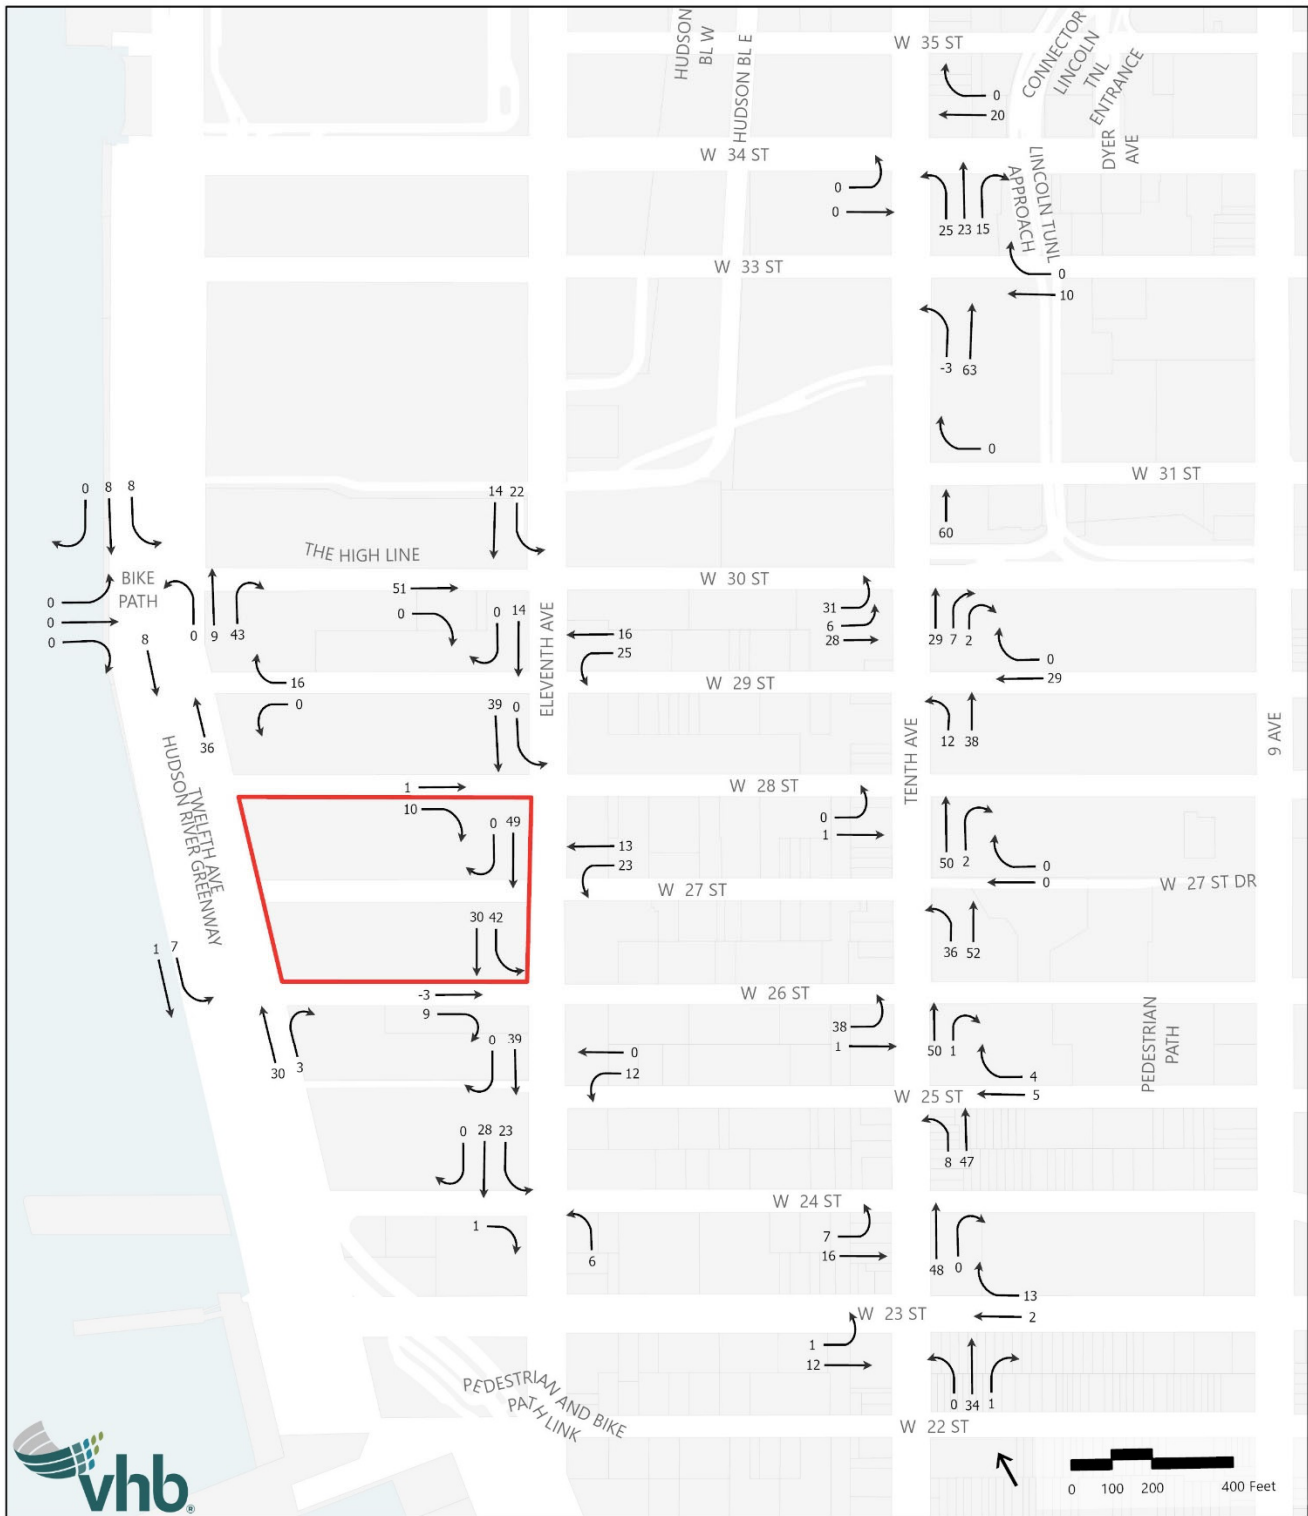 W 35 ST
HUDSON
BL W
HUDSON BL E
CONNECTOR
LINCOLN
TNL
ENTRANCE
DYER
AVE
0
20
W 34 ST
0
0
25 23 15
LINCOLN TUNL
APPROACH
W 33 ST
0
10
-3 63
0
W 31 ST
60
0 8 8
14 22
THE HIGH LINE
BIKE
PATH
0
0
0
8
0 9 43
51
0
0 14
ELEVENTH AVE
W 30 ST
16
25
31
6
28
29 7 2
0
29
16
0
W 29 ST
36
39 0
12 38
TENTH AVE
9 AVE
TWELFTH AVE
HUDSON RIVER GREENWAY
W 28 ST
1
10
0 49
0
1
13
23
50 2
0
0
W 27 ST
W 27 ST DR
30 42
36 52
1 7
W 26 ST
-3
9
30 3
0 39
0
12
38
1
50 1
4
5
PEDESTRIAN
PATH
W 25 ST
0 28 23
8 47
W 24 ST
1
6
7
16
48 0
13
2
W 23 ST
1
12
0 34 1
PEDESTRIAN AND BIKE
PATH LINK
W 22 ST
vhb®
0 100 200 400 Feet